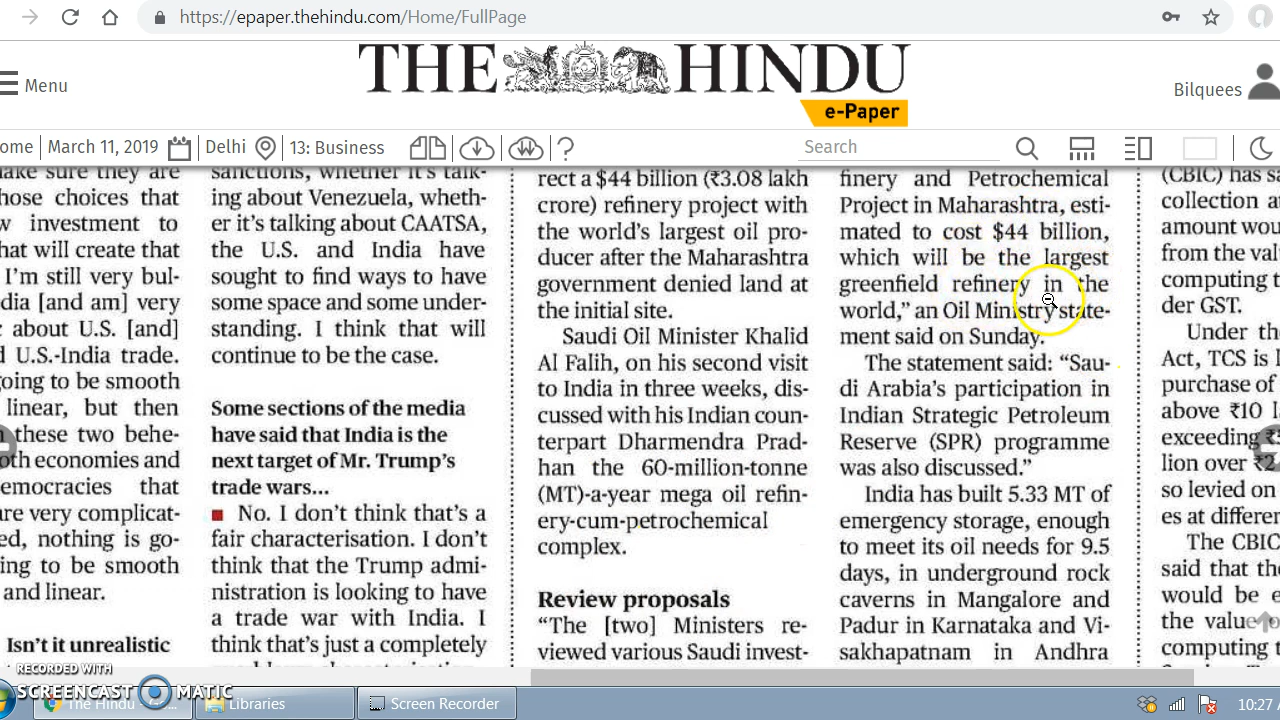 https://epaper.thehindu.com/Home/FullPage
THE HINDU
e-Paper
Menu
Bilquees
ome
March 11, 2019
Delhi
13: Business
?
Search
ake sure they are
hose choices that
w investment to
hat will create that
I'm still very bul-
dia [and am] very
about U.S. [and]
U.S.-India trade.
going to be smooth
linear, but then
these two behe-
oth economies and
emocracies that
are very complicat-
ed, nothing is go-
ing to be smooth
and linear.
Isn't it unrealistic
sanctions, whether it's talk-
ing about Venezuela, wheth-
er it's talking about CAATSA,
the U.S. and India have
sought to find ways to have
some space and some under-
standing. I think that will
continue to be the case.
Some sections of the media
have said that India is the
next target of Mr. Trump's
trade wars...
No. I don't think that's a
fair characterisation. I don't
think that the Trump admi-
nistration is looking to have
a trade war with India. I
think that's just a completely
rect a $44 billion (₹3.08 lakh
crore) refinery project with
the world's largest oil pro-
ducer after the Maharashtra
government denied land at
the initial site.
Saudi Oil Minister Khalid
Al Falih, on his second visit
to India in three weeks, dis-
cussed with his Indian coun-
terpart Dharmendra Prad-
han the 60-million-tonne
(MT)-a-year mega oil refin-
ery-cum-petrochemical
complex.
Review proposals
"The [two] Ministers re-
viewed various Saudi invest-
finery and Petrochemical
Project in Maharashtra, esti-
mated to cost $44 billion,
which will be the largest
greenfield refinery in the
world," an Oil Ministry state-
ment said on Sunday.
The statement said: "Sau-
di Arabia's participation in
Indian Strategic Petroleum
Reserve (SPR) programme
was also discussed."
India has built 5.33 MT of
emergency storage, enough
to meet its oil needs for 9.5
days, in underground rock
caverns in Mangalore and
Padur in Karnataka and Vi-
sakhapatnam in Andhra
(CBIC) has sa
collection a
amount wou
from the val
computing t
der GST.
Under th
Act, TCS is l
purchase of
above ₹10 l
exceeding
lion over ₹2
so levied on
es at differen
The CBIC
said that the
would be e
the value o
computing t
RECORDED WITH
SCREENCAST MATIC
The Hindu
Libraries
Screen Recorder
10:27